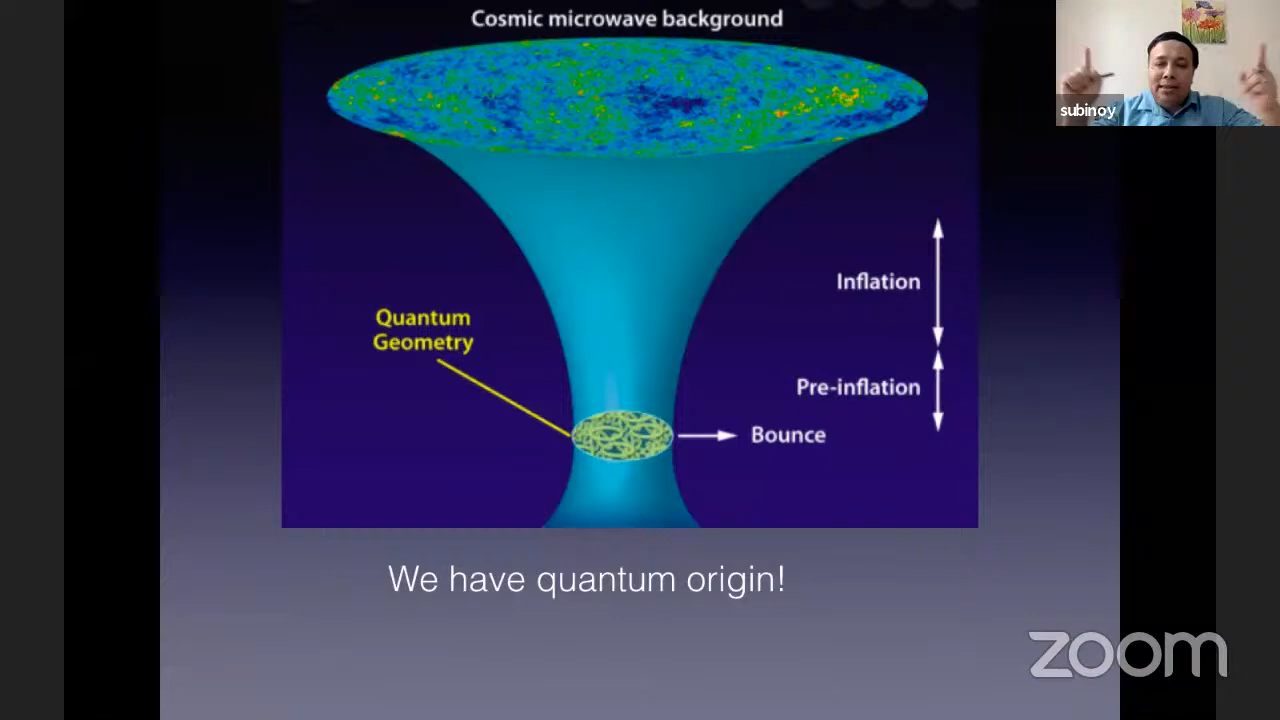 Cosmic microwave background
subinoy
Inflation
Quantum
Geometry
Pre-inflation
Bounce
We have quantum origin!
zoom